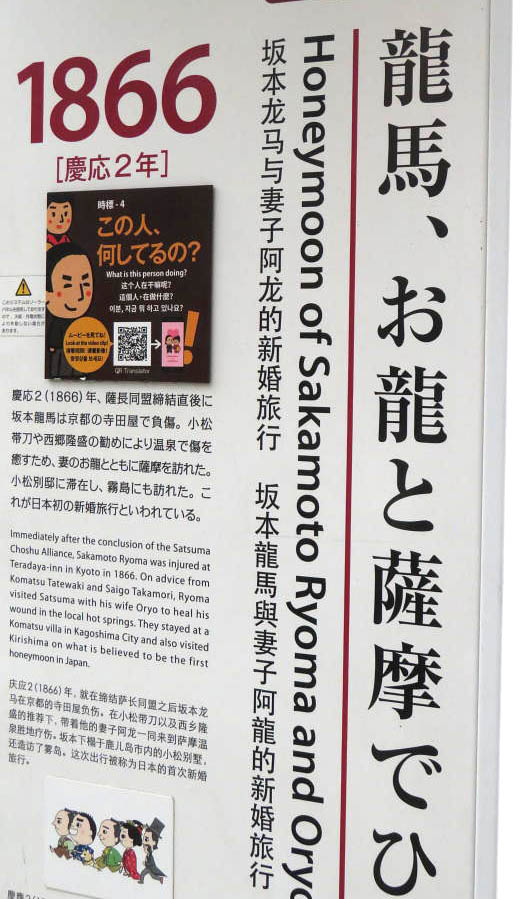 龍馬、お龍と薩摩でひ
Honeymoon of Sakamoto Ryoma and Oryo
坂本龙马与妻子阿龙的新婚旅行 坂本龍馬與妻子阿龍的新婚旅行
1866
[慶応2年]
時標-4
この人、
何してるの?
What is this person doing?
这个人在干嘛呢?
這個人,在做什麼?
이분, 지금 뭐 하고 있나요?
ムービーを見てね!
Look at the video clip!
QR Translator
慶応2(1866)年、薩長同盟締結直後に
坂本龍馬は京都の寺田屋で負傷。小松
帯刀や西郷隆盛の勧めにより温泉で傷を
癒すため、妻のお龍とともに薩摩を訪れた。
小松別邸に滞在し、霧島にも訪れた。こ
れが日本初の新婚旅行といわれている。
Immediately after the conclusion of the Satsuma
Choshu Alliance, Sakamoto Ryoma was injured at
Teradaya-inn in Kyoto in 1866. On advice from
Komatsu Tatewaki and Saigo Takamori, Ryoma
visited Satsuma with his wife Oryo to heal his
wound in the local hot springs. They stayed at a
Komatsu villa in Kagoshima City and also visited
Kirishima on what is believed to be the first
honeymoon in Japan.
庆应2(1866)年,就在缔结萨长同盟之后坂本龙
马在京都的寺田屋负伤。在小松带刀以及西乡隆
盛的推荐下,带着他的妻子阿龙一同来到萨摩温
泉胜地疗伤。坂本下榻于鹿儿岛市内的小松别墅,
还造访了雾岛。这次出行被称为日本的首次新婚
旅行。